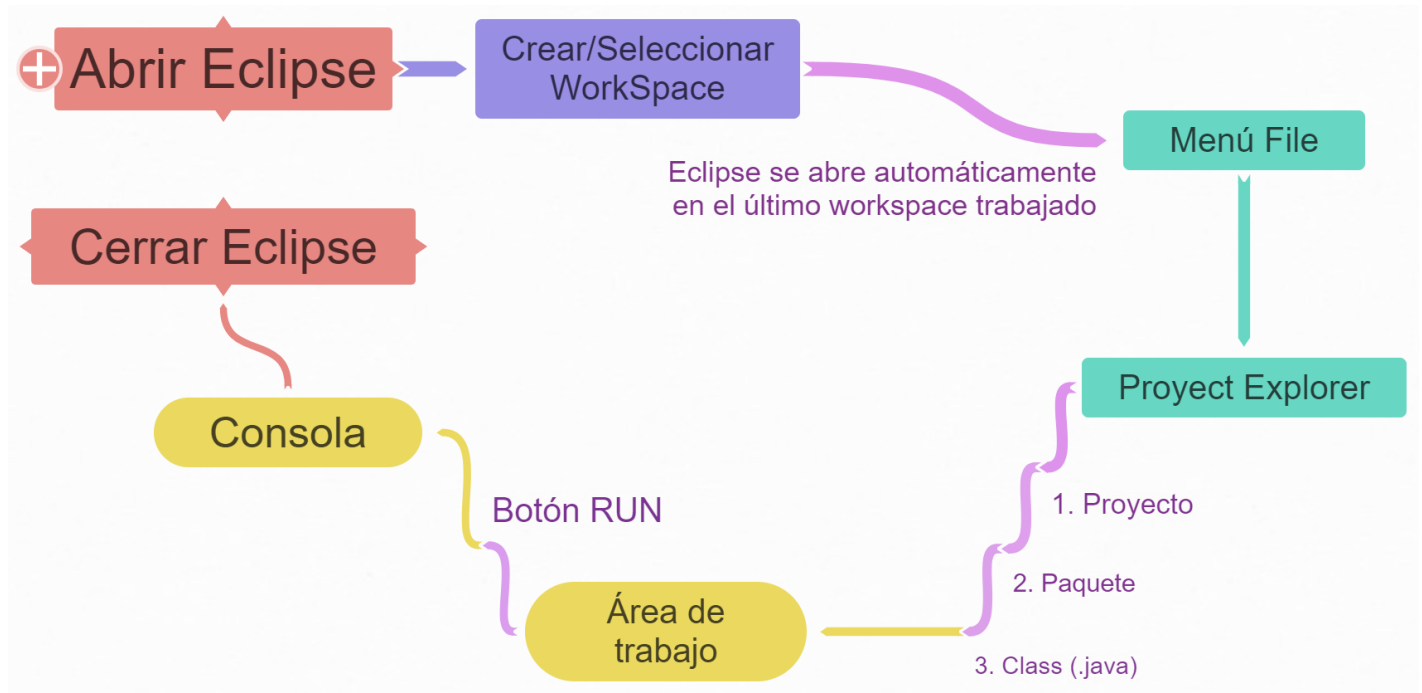 Abrir Eclipse
Crear/Seleccionar
WorkSpace
Eclipse se abre automáticamente
en el último workspace trabajado
Menú File
Proyect Explorer
1. Proyecto
2. Paquete
3. Class (.java)
Área de
trabajo
Botón RUN
Consola
Cerrar Eclipse